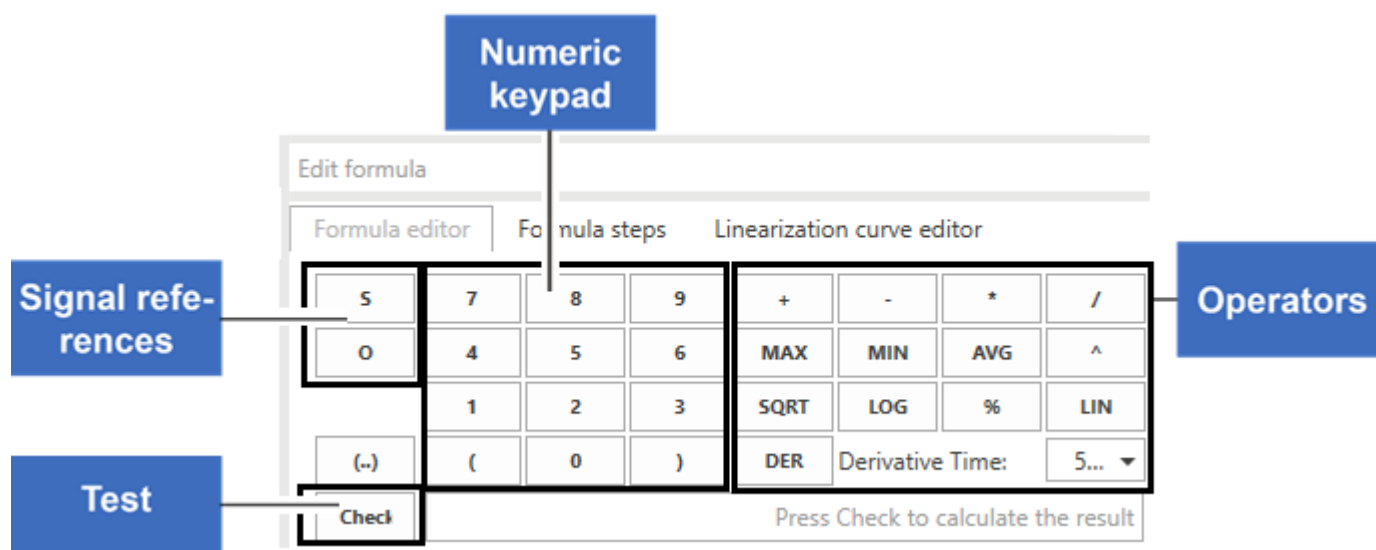 Numeric
keypad
Edit formula
Formula editor Formula steps Linearization curve editor
Signal refe-
rences
S 7 8 9 + - * /
Operators
O 4 5 6 MAX MIN AVG ^
1 2 3 SQRT LOG % LIN
(..) ( 0 ) DER Derivative Time: 5...
Test
Check Press Check to calculate the result